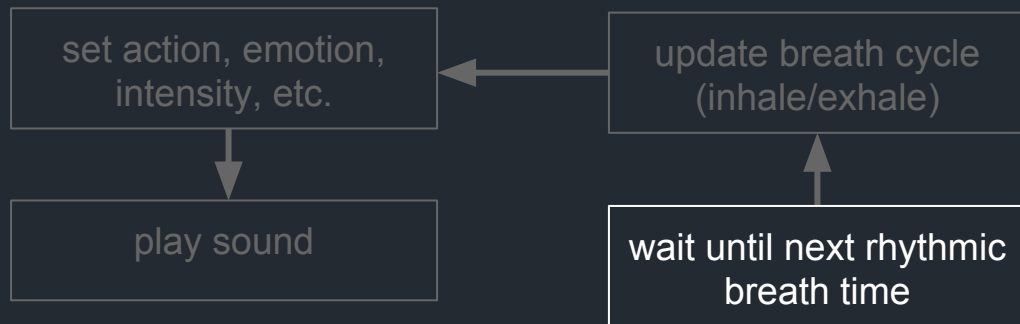 set action, emotion,
intensity, etc.
update breath cycle
(inhale/exhale)
play sound
wait until next rhythmic
breath time